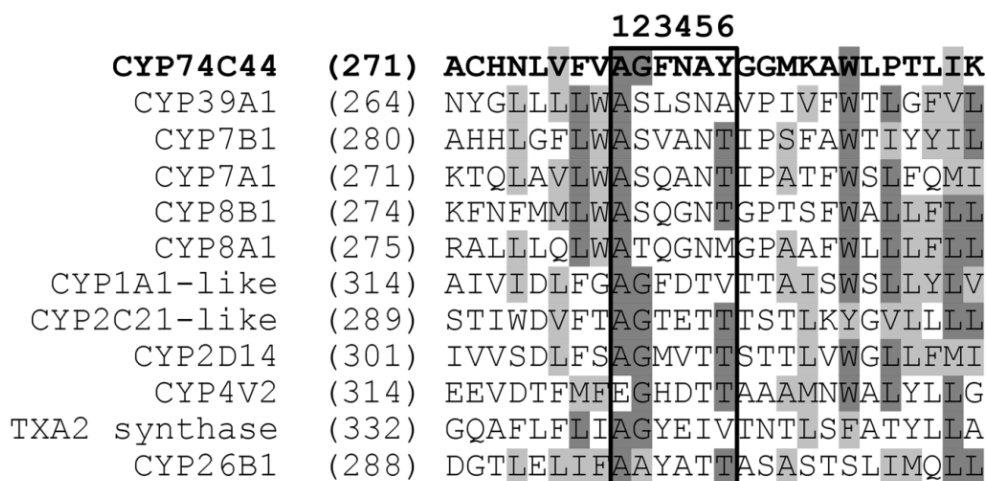 123456
CYP74C44 (271) ACHNLVFVAGFNAYGGMKAWLPTLIK
CYP39A1 (264) NYGLLLLWASLSNAVPIVFWTLGFVL
CYP7B1 (280) AHHLGFLWASVANTIPSFAWTIYYIL
CYP7A1 (271) KTQLAVLWASQANTIPATFWSLFQMI
CYP8B1 (274) KFNFMMLWASQGNTGPTSFWALLFLL
CYP8A1 (275) RALLLQLWATQGNMGPAAFWLLLFLL
CYP1A1-like (314) AIVIDLFGAGFDTVTTAISWSLLYLV
CYP2C21-like (289) STIWDVFTAGTETTTSTLKYGVLLLL
CYP2D14 (301) IVVSDLFSAGMVTTSTTLVWGLLFMI
CYP4V2 (314) EEVDTFMFEGHDTTAAAMNWALYLLG
TXA2 synthase (332) GQAFLFLIAGYEIVTNTLSFATYLLA
CYP26B1 (288) DGTLELIFAAYATTASASTSLIMQLL